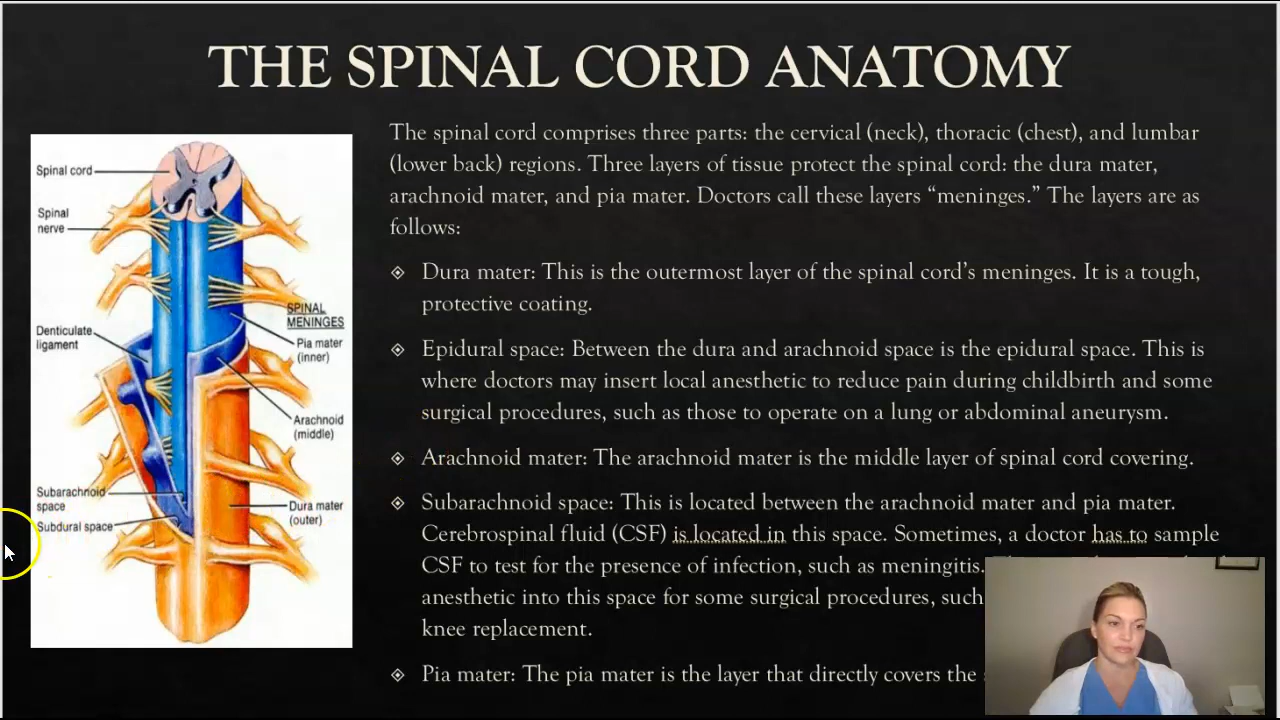 THE SPINAL CORD ANATOMY
Spinal cord
Spinal
nerve
SPINAL
MENINGES
Denticulate
ligament
Pia mater
(inner)
Arachnoid
(middle)
Subarachnoid
space
Dura mater
(outer)
Subdural space
The spinal cord comprises three parts: the cervical (neck), thoracic (chest), and lumbar
(lower back) regions. Three layers of tissue protect the spinal cord: the dura mater,
arachnoid mater, and pia mater. Doctors call these layers “meninges.” The layers are as
follows:
Dura mater: This is the outermost layer of the spinal cord’s meninges. It is a tough,
protective coating.
Epidural space: Between the dura and arachnoid space is the epidural space. This is
where doctors may insert local anesthetic to reduce pain during childbirth and some
surgical procedures, such as those to operate on a lung or abdominal aneurysm.
Arachnoid mater: The arachnoid mater is the middle layer of spinal cord covering.
Subarachnoid space: This is located between the arachnoid mater and pia mater.
Cerebrospinal fluid (CSF) is located in this space. Sometimes, a doctor has to sample
CSF to test for the presence of infection, such as meningitis.
anesthetic into this space for some surgical procedures, such
knee replacement.
Pia mater: The pia mater is the layer that directly covers the